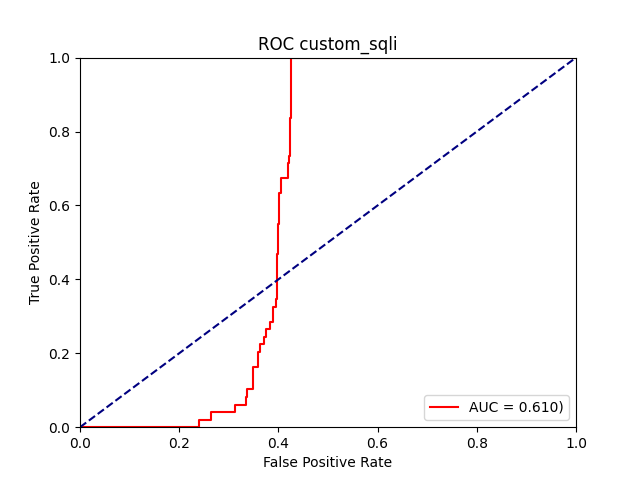 ROC custom_sqli
True Positive Rate
1.0
0.8
0.6
0.4
0.2
0.0
AUC = 0.610)
0.0 0.2 0.4 0.6 0.8 1.0
False Positive Rate